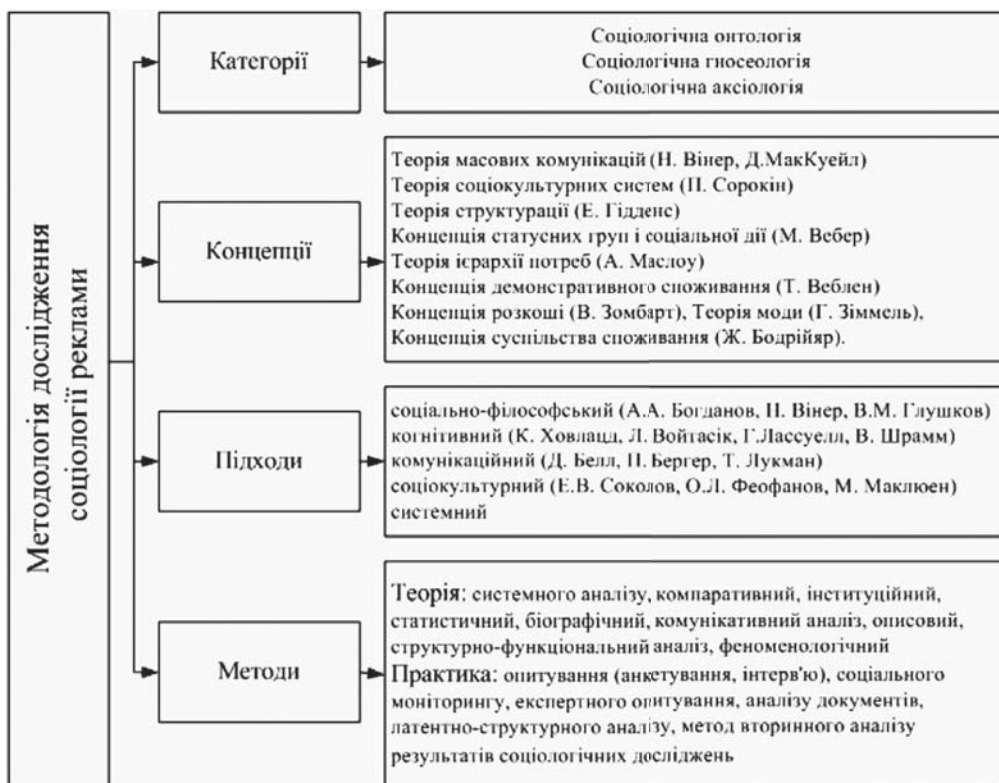 Методологія дослідження
соціології реклами
Категорії
Соціологічна онтологія
Соціологічна гносеологія
Соціологічна аксіологія
Концепції
Теорія масових комунікацій (Н. Вінер, Д.МакКуейл)
Теорія соціокультурних систем (П. Сорокін)
Теорія структурації (Е. Гідденс)
Концепція статусних груп і соціальної дії (М. Вебер)
Теорія ієрархії потреб (А. Маслоу)
Концепція демонстративного споживання (Т. Веблен)
Концепція розкоші (В. Зомбарт), Теорія моди (Г. Зіммель),
Концепція суспільства споживання (Ж. Бодрійяр).
Підходи
соціально-філософський (А.А. Богданов, Н. Вінер, В.М. Глушков)
когнітивний (К. Ховлацд, Л. Войтасік, Г.Лассуелл, В. Шрамм)
комунікаційний (Д. Белл, П. Бергер, Т. Лукман)
соціокультурний (Е.В. Соколов, О.Л. Феофанов, М. Маклюен)
системний
Методи
Теорія: системного аналізу, компаративний, інституційний,
статистичний, біографічний, комунікативний аналіз, описовий,
структурно-функціональний аналіз, феноменологічний
Практика: опитування (анкетування, інтерв'ю), соціального
моніторингу, експертного опитування, аналізу документів,
латентно-структурного аналізу, метод вторинного аналізу
результатів соціологічних досліджень